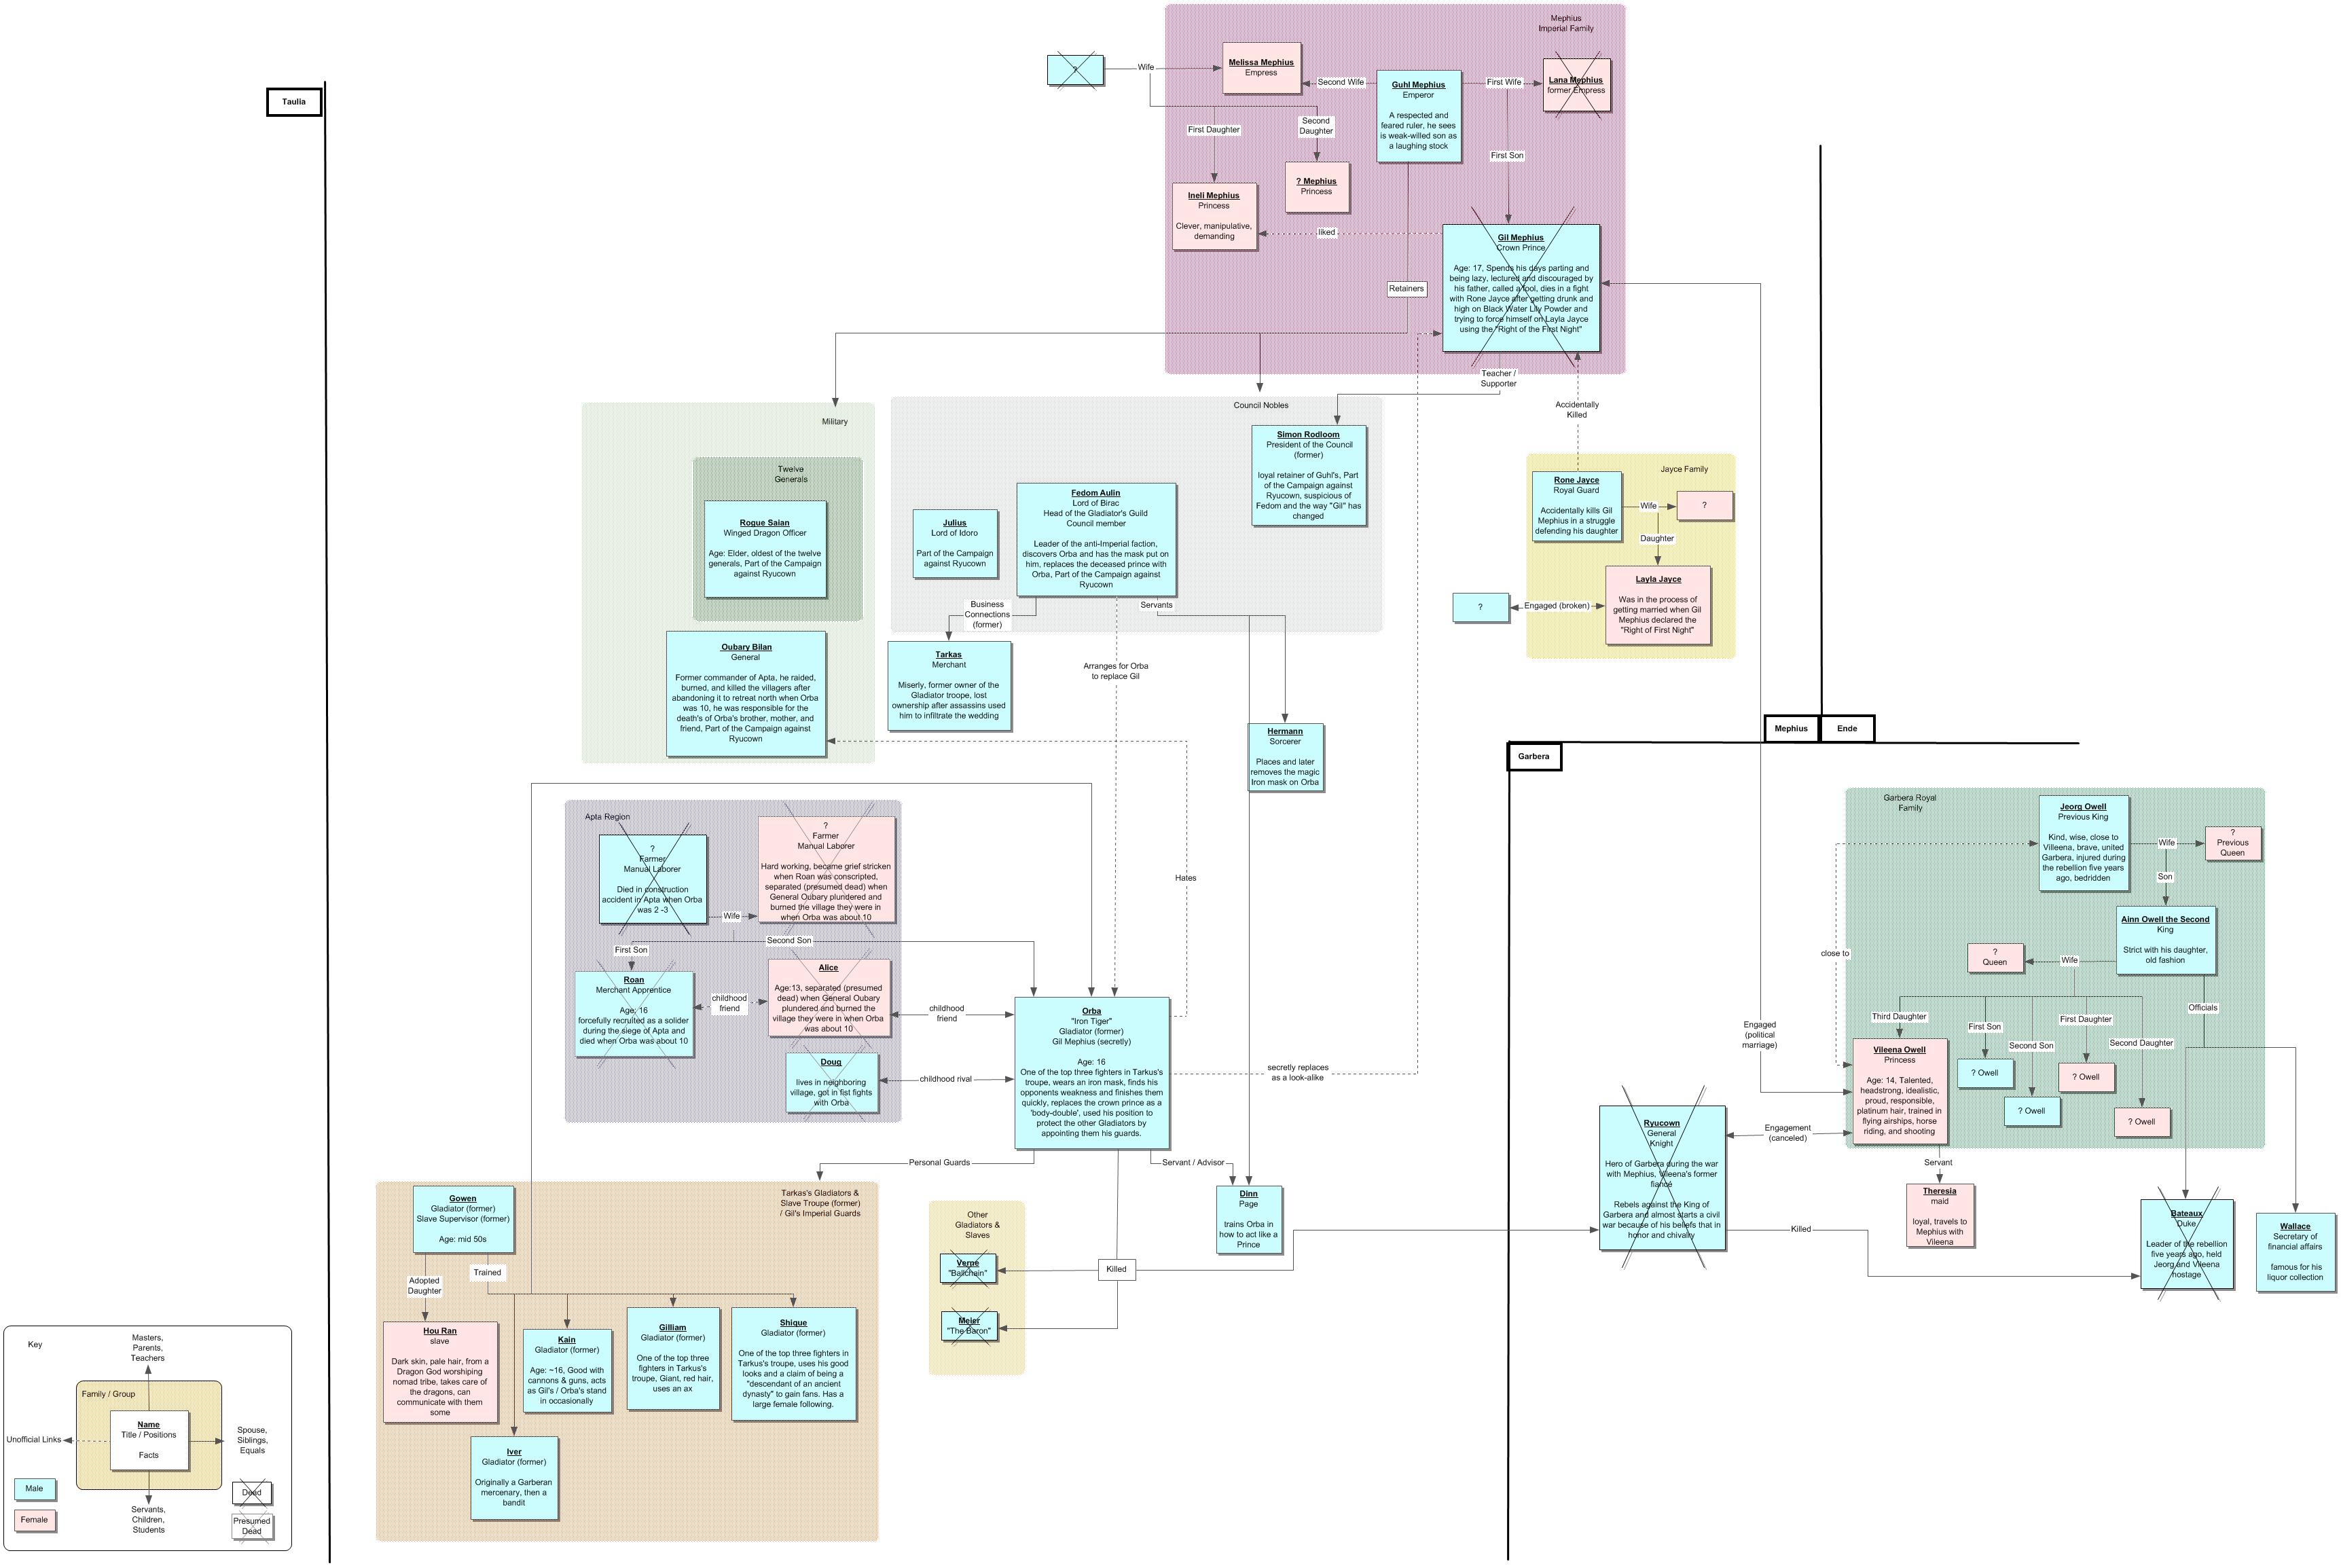 Mephius
Imperial Family
?
Wife
Melissa Mephius
Empress
Second Wife
Guhl Mephius
Emperor
A respected and
feared ruler, he sees
is weak-willed son as
a laughing stock
First Wife
Lana Mephius
former Empress
First Daughter
Second
Daughter
First Son
Ineli Mephius
Princess
Clever, manipulative,
demanding
? Mephius
Princess
liked
Gil Mephius
Crown Prince
Age: 17, Spends his days parting and
being lazy, lectured and discouraged by
his father, called a fool, dies in a fight
with Rone Jayce after getting drunk and
high on Black Water Lily Powder and
trying to force himself on Layla Jayce
using the "Right of the First Night"
Retainers
Taulia
Teacher /
Supporter
Accidentally
Killed
Military
Twelve
Generals
Rogue Saian
Winged Dragon Officer
Age: Elder, oldest of the twelve
generals, Part of the Campaign
against Ryucown
Oubary Bilan
General
Former commander of Apta, he raided,
burned, and killed the villagers after
abandoning it to retreat north when Orba
was 10, he was responsible for the
death's of Orba's brother, mother, and
friend, Part of the Campaign against
Ryucown
Council Nobles
Simon Rodloom
President of the Council
(former)
loyal retainer of Guhl's, Part
of the Campaign against
Ryucown, suspicious of
Fedom and the way "Gil" has
changed
Julius
Lord of Idoro
Part of the Campaign
against Ryucown
Fedom Aulin
Lord of Birac
Head of the Gladiator's Guild
Council member
Leader of the anti-Imperial faction,
discovers Orba and has the mask put on
him, replaces the deceased prince with
Orba, Part of the Campaign against
Ryucown
Business
Connections
(former)
Servants
Tarkas
Merchant
Miserly, former owner of the
Gladiator troope, lost
ownership after assassins used
him to infiltrate the wedding
Arranges for Orba
to replace Gil
Hermann
Sorcerer
Places and later
removes the magic
Iron mask on Orba
Jayce Family
Rone Jayce
Royal Guard
Accidentally kills Gil
Mephius in a struggle
defending his daughter
Wife
?
Daughter
Layla Jayce
Was in the process of
getting married when Gil
Mephius declared the
"Right of First Night"
?
Engaged (broken)
Mephius
Ende
Garbera
Apta Region
?
Farmer
Manual Laborer
Died in construction
accident in Apta when Orba
was 2 -3
?
Farmer
Manual Laborer
Hard working, became grief stricken
when Roan was conscripted,
separated (presumed dead) when
General Oubary plundered and
burned the village they were in
when Orba was about 10
Wife
First Son
Second Son
Roan
Merchant Apprentice
Age: 16
forcefully recruited as a solider
during the siege of Apta and
died when Orba was about 10
childhood
friend
Alice
Age:13, separated (presumed
dead) when General Oubary
plundered and burned the
village they were in when Orba
was about 10
childhood
friend
Doug
lives in neighboring
village, got in fist fights
with Orba
childhood rival
Hates
Orba
"Iron Tiger"
Gladiator (former)
Gil Mephius (secretly)
Age: 16
One of the top three fighters in Tarkus's
troupe, wears an iron mask, finds his
opponents weakness and finishes them
quickly, replaces the crown prince as a
'body-double', used his position to
protect the other Gladiators by
appointing them his guards.
secretly replaces
as a look-alike
Personal Guards
Servant / Advisor
Dinn
Page
trains Orba in
how to act like a
Prince
Engaged
(political
marriage)
Garbera Royal
Family
Jeorg Owell
Previous King
Kind, wise, close to
Villeena, brave, united
Garbera, injured during
the rebellion five years
ago, bedridden
Wife
?
Previous
Queen
Son
Ainn Owell the Second
King
Strict with his daughter,
old fashion
?
Queen
Wife
close to
Officials
Third Daughter
First Son
Second Son
First Daughter
Second Daughter
Vileena Owell
Princess
Age: 14, Talented,
headstrong, idealistic,
proud, responsible,
platinum hair, trained in
flying airships, horse
riding, and shooting
? Owell
? Owell
? Owell
? Owell
Ryucown
General
Knight
Hero of Garbera during the war
with Mephius, Vileena's former
fiancé
Rebels against the King of
Garbera and almost starts a civil
war because of his beliefs that in
honor and chivalry
Engagement
(canceled)
Servant
Theresia
maid
loyal, travels to
Mephius with
Vileena
Killed
Bateaux
Duke
Leader of the rebellion
five years ago, held
Jeorg and Vileena
hostage
Wallace
Secretary of
financial affairs
famous for his
liquor collection
Tarkas's Gladiators &
Slave Troupe (former)
/ Gil's Imperial Guards
Gowen
Gladiator (former)
Slave Supervisor (former)
Age: mid 50s
Adopted
Daughter
Trained
Hou Ran
slave
Dark skin, pale hair, from a
Dragon God worshiping
nomad tribe, takes care of
the dragons, can
communicate with them
some
Kain
Gladiator (former)
Age: ~16, Good with
cannons & guns, acts
as Gil's / Orba's stand
in occasionally
Gilliam
Gladiator (former)
One of the top three
fighters in Tarkus's
troupe, Giant, red hair,
uses an ax
Shique
Gladiator (former)
One of the top three fighters in
Tarkus's troupe, uses his good
looks and a claim of being a
"descendant of an ancient
dynasty" to gain fans. Has a
large female following.
Iver
Gladiator (former)
Originally a Garberan
mercenary, then a
bandit
Other
Gladiators &
Slaves
Verne
"Ballchain"
Meier
"The Baron"
Killed
Key
Masters,
Parents,
Teachers
Family / Group
Name
Title / Positions
Facts
Unofficial Links
Spouse,
Siblings,
Equals
Servants,
Children,
Students
Male
Female
Dead
Presumed
Dead